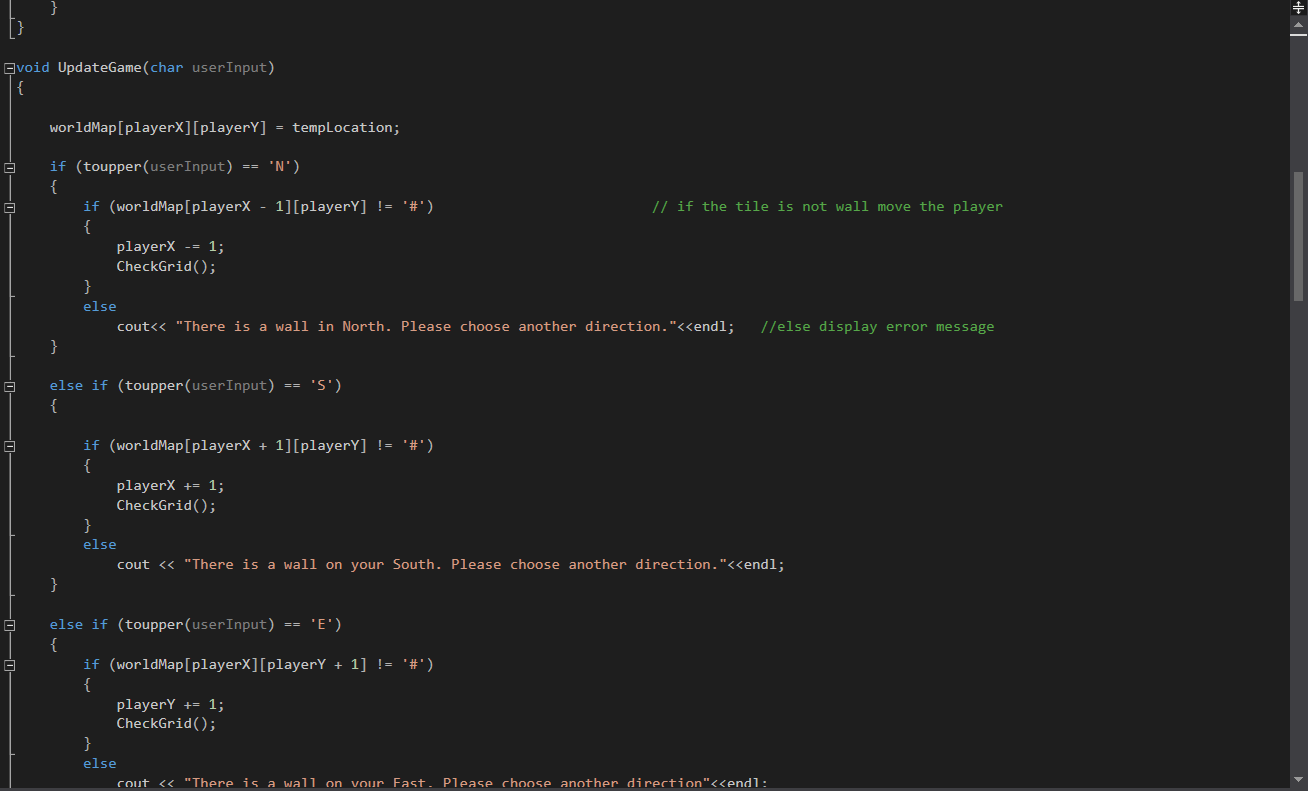 }
}

void UpdateGame(char userInput)
{

    worldMap[playerX][playerY] = tempLocation;

    if (toupper(userInput) == 'N')
    {
        if (worldMap[playerX - 1][playerY] != '#')                          // if the tile is not wall move the player
        {
            playerX -= 1;
            CheckGrid();
        }
        else
            cout<< "There is a wall in North. Please choose another direction."<<endl;   //else display error message
    }

    else if (toupper(userInput) == 'S')
    {

        if (worldMap[playerX + 1][playerY] != '#')
        {
            playerX += 1;
            CheckGrid();
        }
        else
            cout << "There is a wall on your South. Please choose another direction."<<endl;
    }

    else if (toupper(userInput) == 'E')
    {
        if (worldMap[playerX][playerY + 1] != '#')
        {
            playerY += 1;
            CheckGrid();
        }
        else
            cout << "There is a wall on your East. Please choose another direction"<<endl;